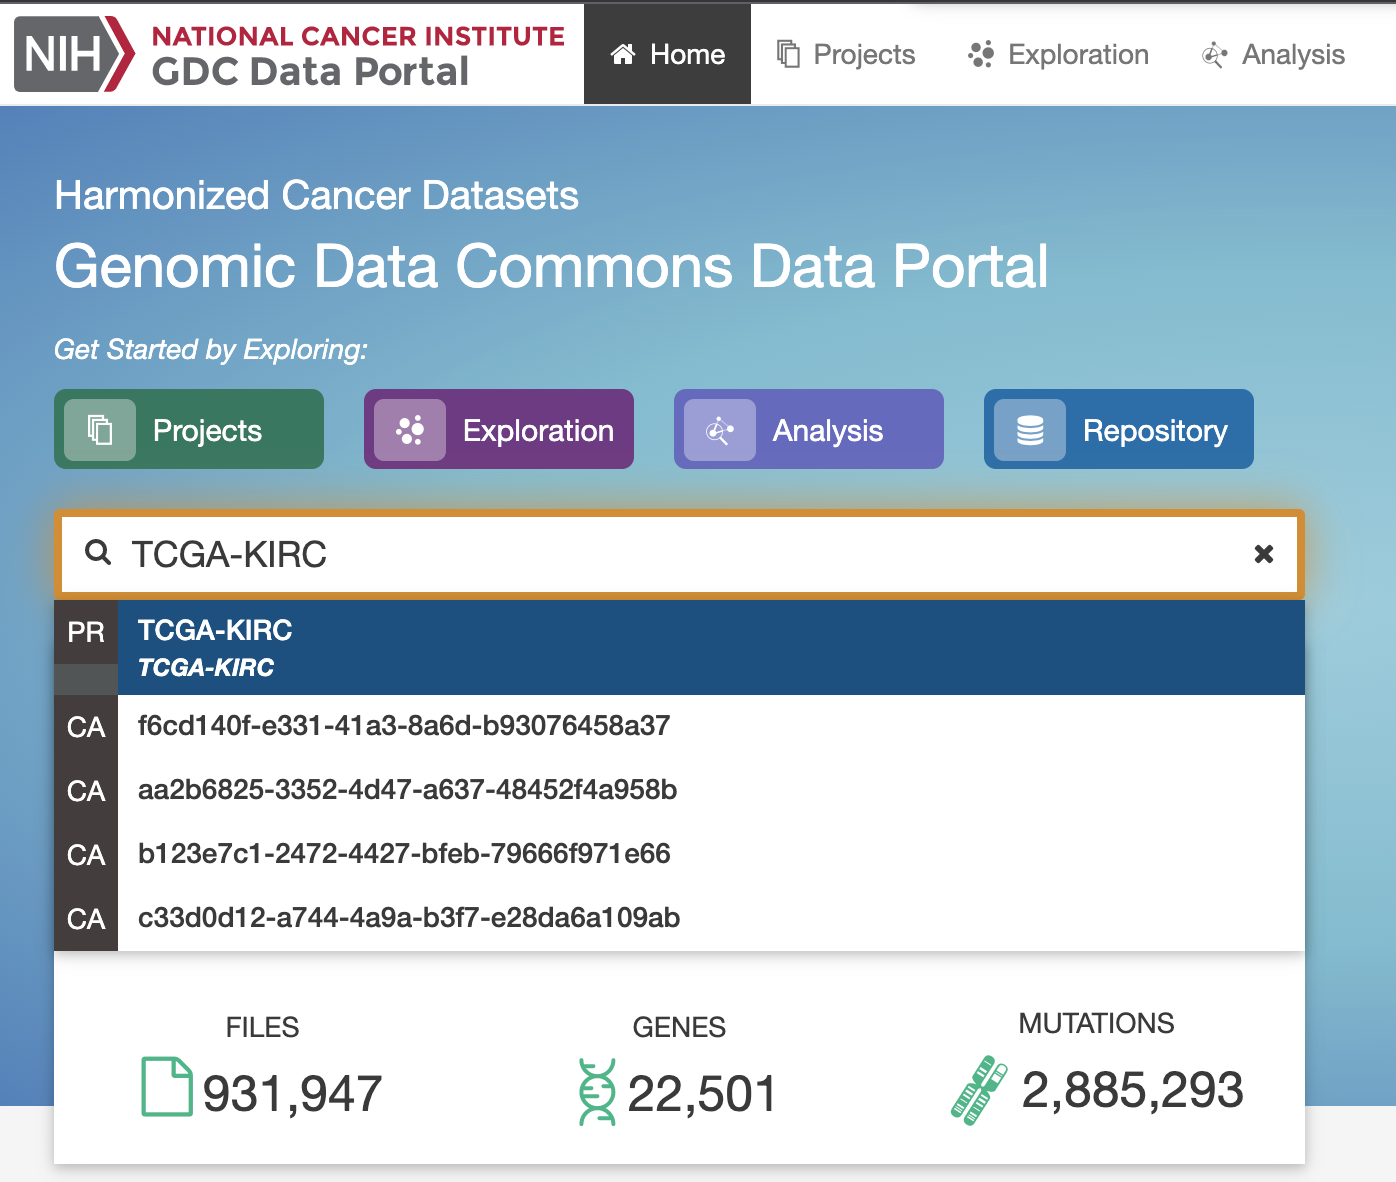 NIH NATIONAL CANCER INSTITUTE
GDC Data Portal
Home Projects Exploration Analysis
Harmonized Cancer Datasets
Genomic Data Commons Data Portal
Get Started by Exploring:
Projects Exploration Analysis Repository
TCGA-KIRC
PR TCGA-KIRC
TCGA-KIRC
CA f6cd140f-e331-41a3-8a6d-b93076458a37
CA aa2b6825-3352-4d47-a637-48452f4a958b
CA b123e7c1-2472-4427-bfeb-79666f971e66
CA c33d0d12-a744-4a9a-b3f7-e28da6a109ab
FILES GENES MUTATIONS
931,947 22,501 2,885,293